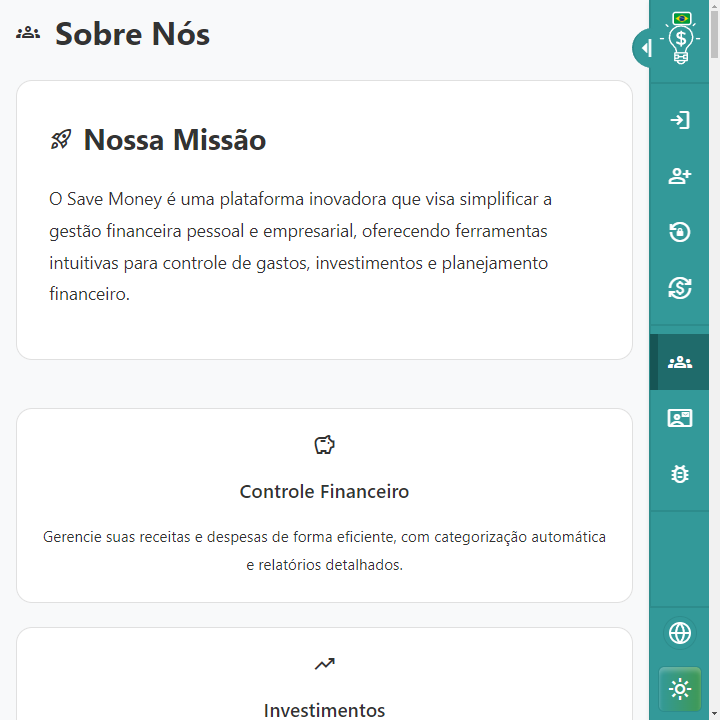 Sobre Nós
Nossa Missão
O Save Money é uma plataforma inovadora que visa simplificar a
gestão financeira pessoal e empresarial, oferecendo ferramentas
intuitivas para controle de gastos, investimentos e planejamento
financeiro.
Controle Financeiro
Gerencie suas receitas e despesas de forma eficiente, com categorização automática
e relatórios detalhados.
Investimentos